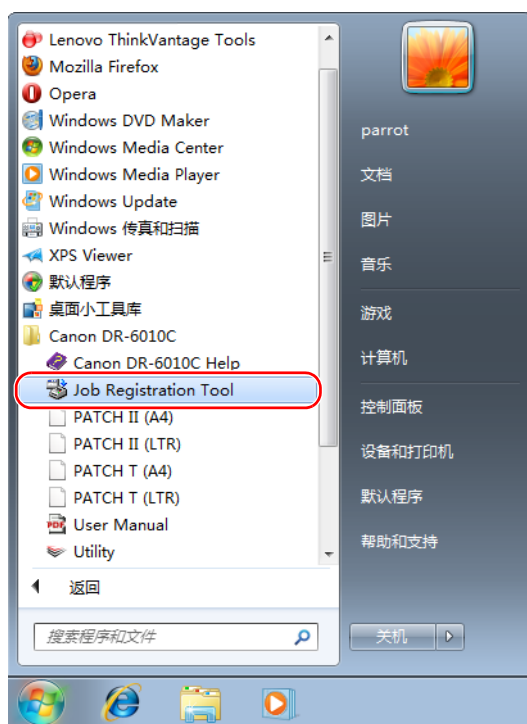 Lenovo ThinkVantage Tools
Mozilla Firefox
Opera
Windows DVD Maker
Windows Media Center
Windows Media Player
Windows Update
Windows 传真和扫描
XPS Viewer
默认程序
桌面小工具库
Canon DR-6010C
Canon DR-6010C Help
Job Registration Tool
PATCH II (A4)
PATCH II (LTR)
PATCH T (A4)
PATCH T (LTR)
User Manual
Utility
返回
搜索程序和文件
parrot
文档
图片
音乐
游戏
计算机
控制面板
设备和打印机
默认程序
帮助和支持
关机